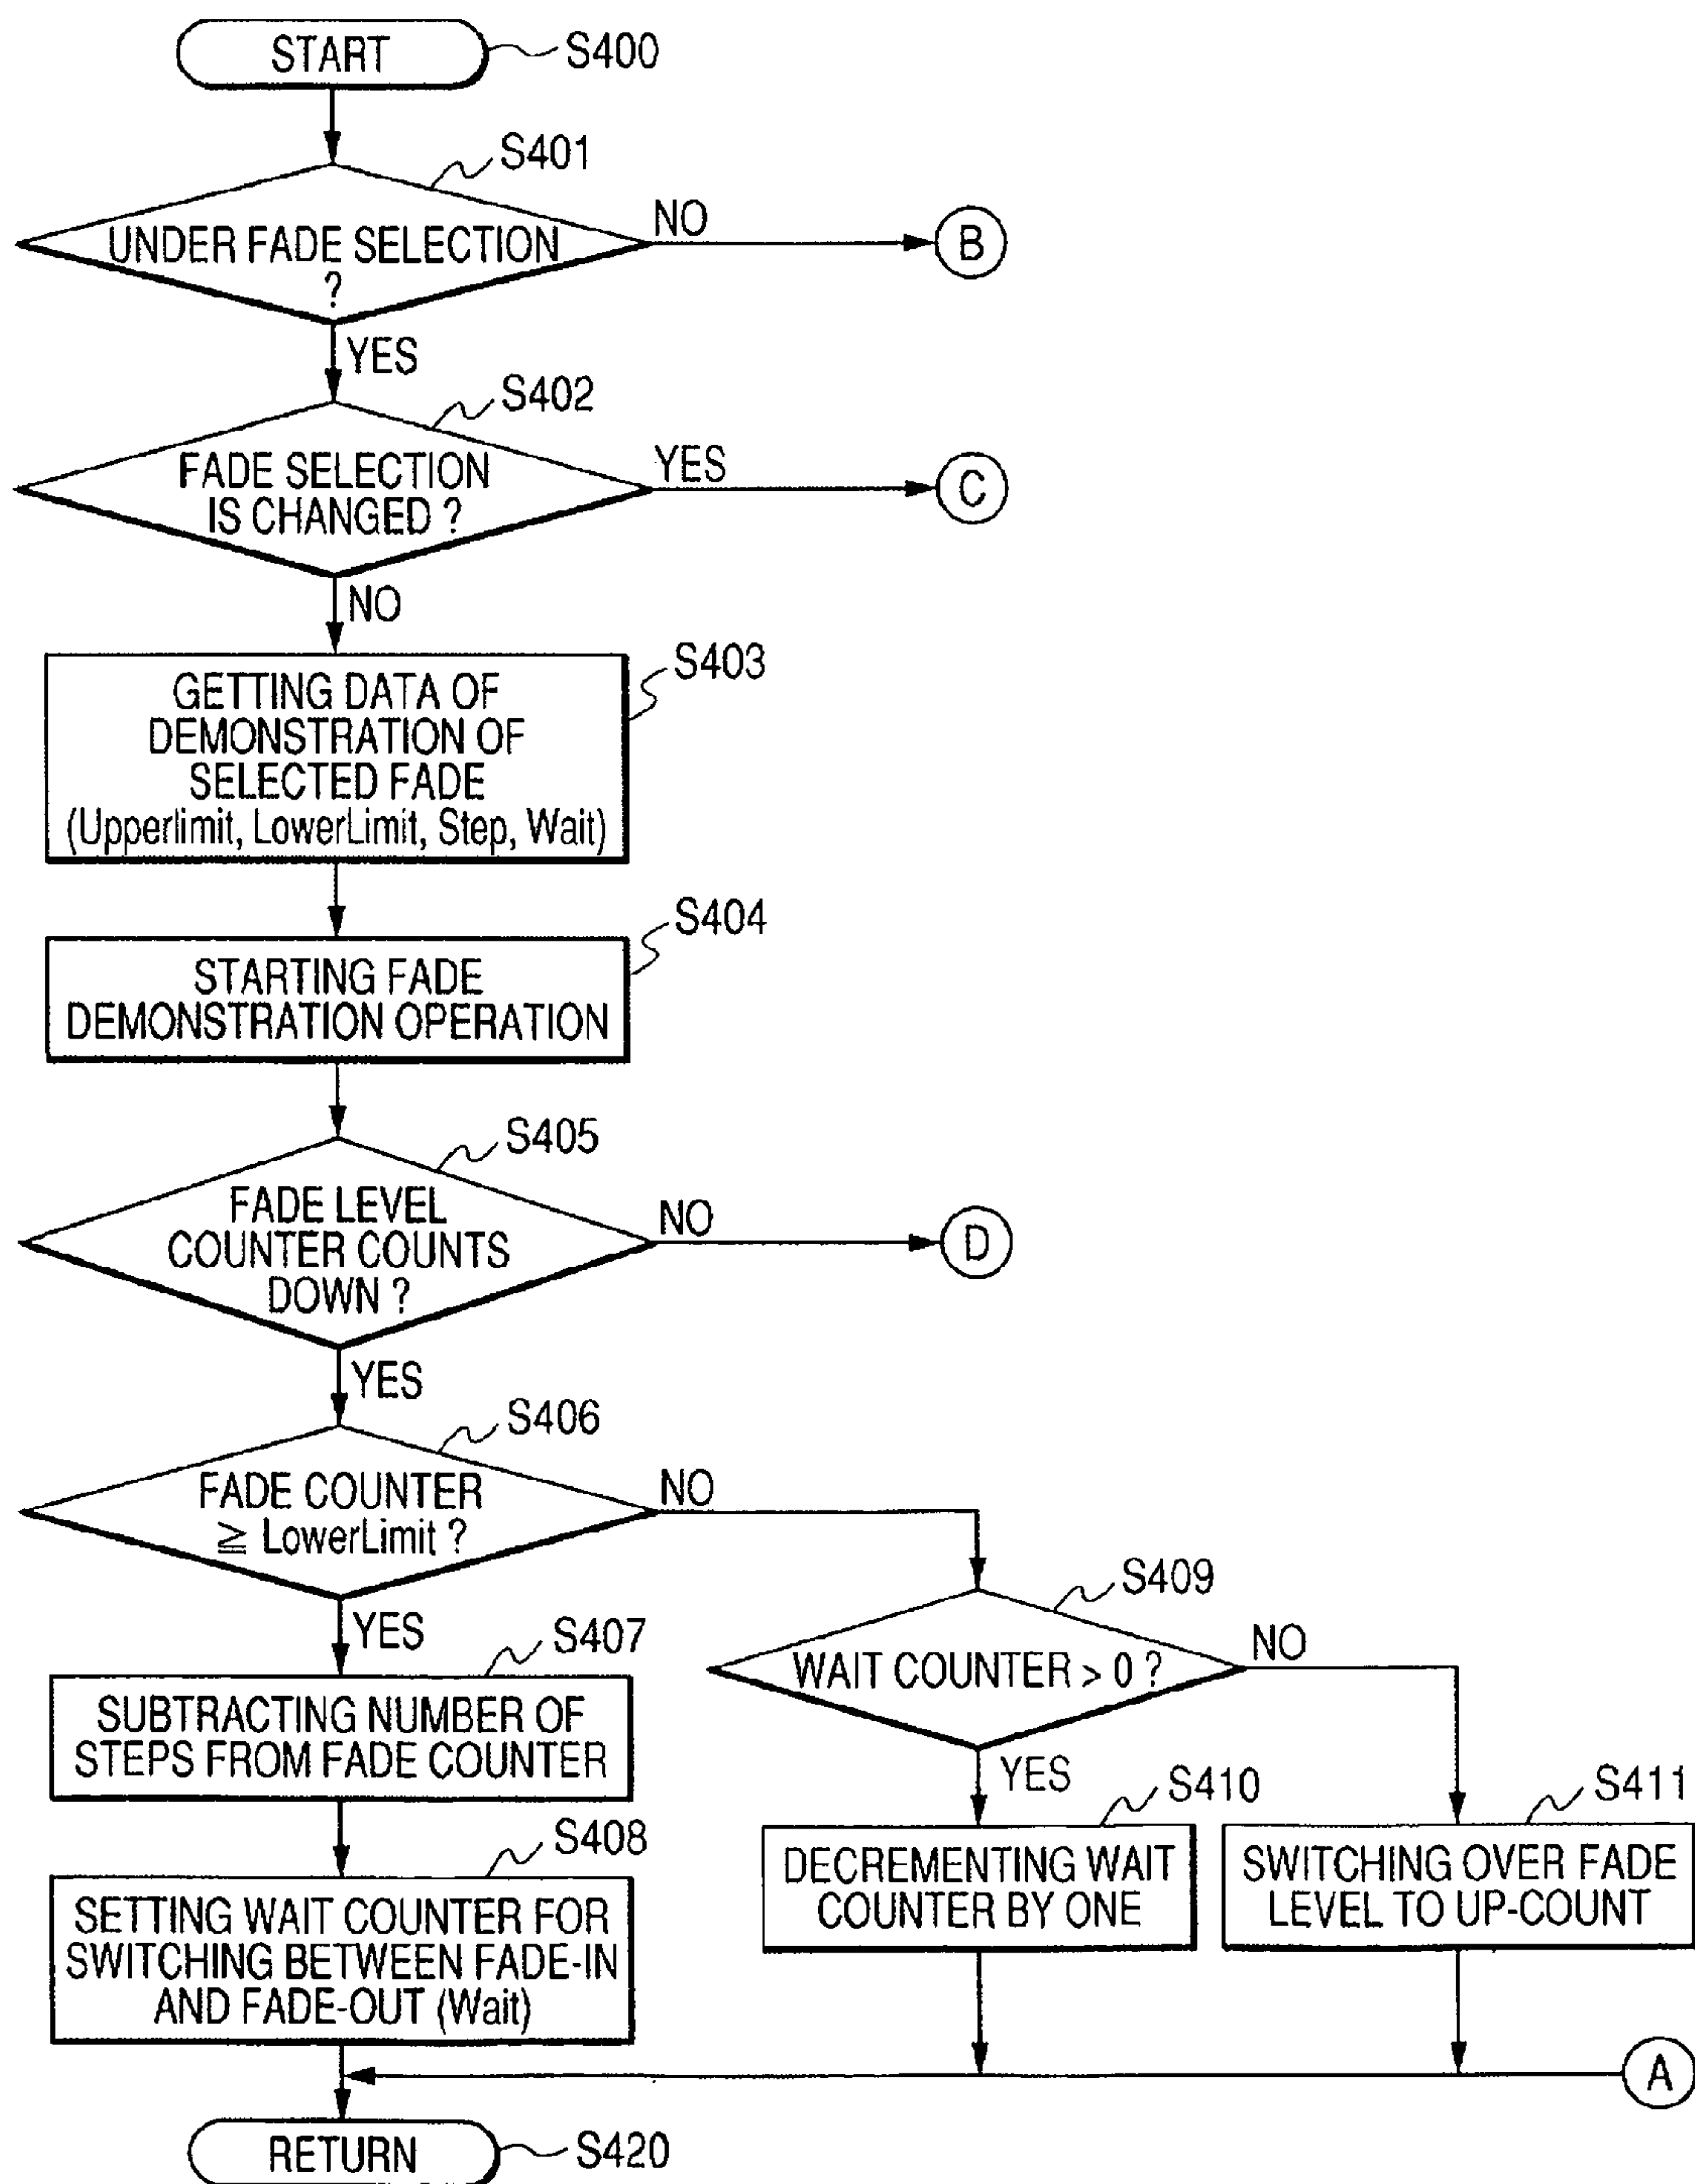 START
S400
S401
UNDER FADE SELECTION
?
NO
B
YES
S402
FADE SELECTION
IS CHANGED ?
YES
C
NO
S403
GETTING DATA OF
DEMONSTRATION OF
SELECTED FADE
(Upperlimit, LowerLimit, Step, Wait)
S404
STARTING FADE
DEMONSTRATION OPERATION
S405
FADE LEVEL
COUNTER COUNTS
DOWN ?
NO
D
YES
S406
FADE COUNTER
≧ LowerLimit ?
NO
YES
S407
SUBTRACTING NUMBER OF
STEPS FROM FADE COUNTER
S408
SETTING WAIT COUNTER FOR
SWITCHING BETWEEN FADE-IN
AND FADE-OUT (Wait)
S409
WAIT COUNTER > 0 ?
NO
YES
S410
DECREMENTING WAIT
COUNTER BY ONE
S411
SWITCHING OVER FADE
LEVEL TO UP-COUNT
A
RETURN
S420